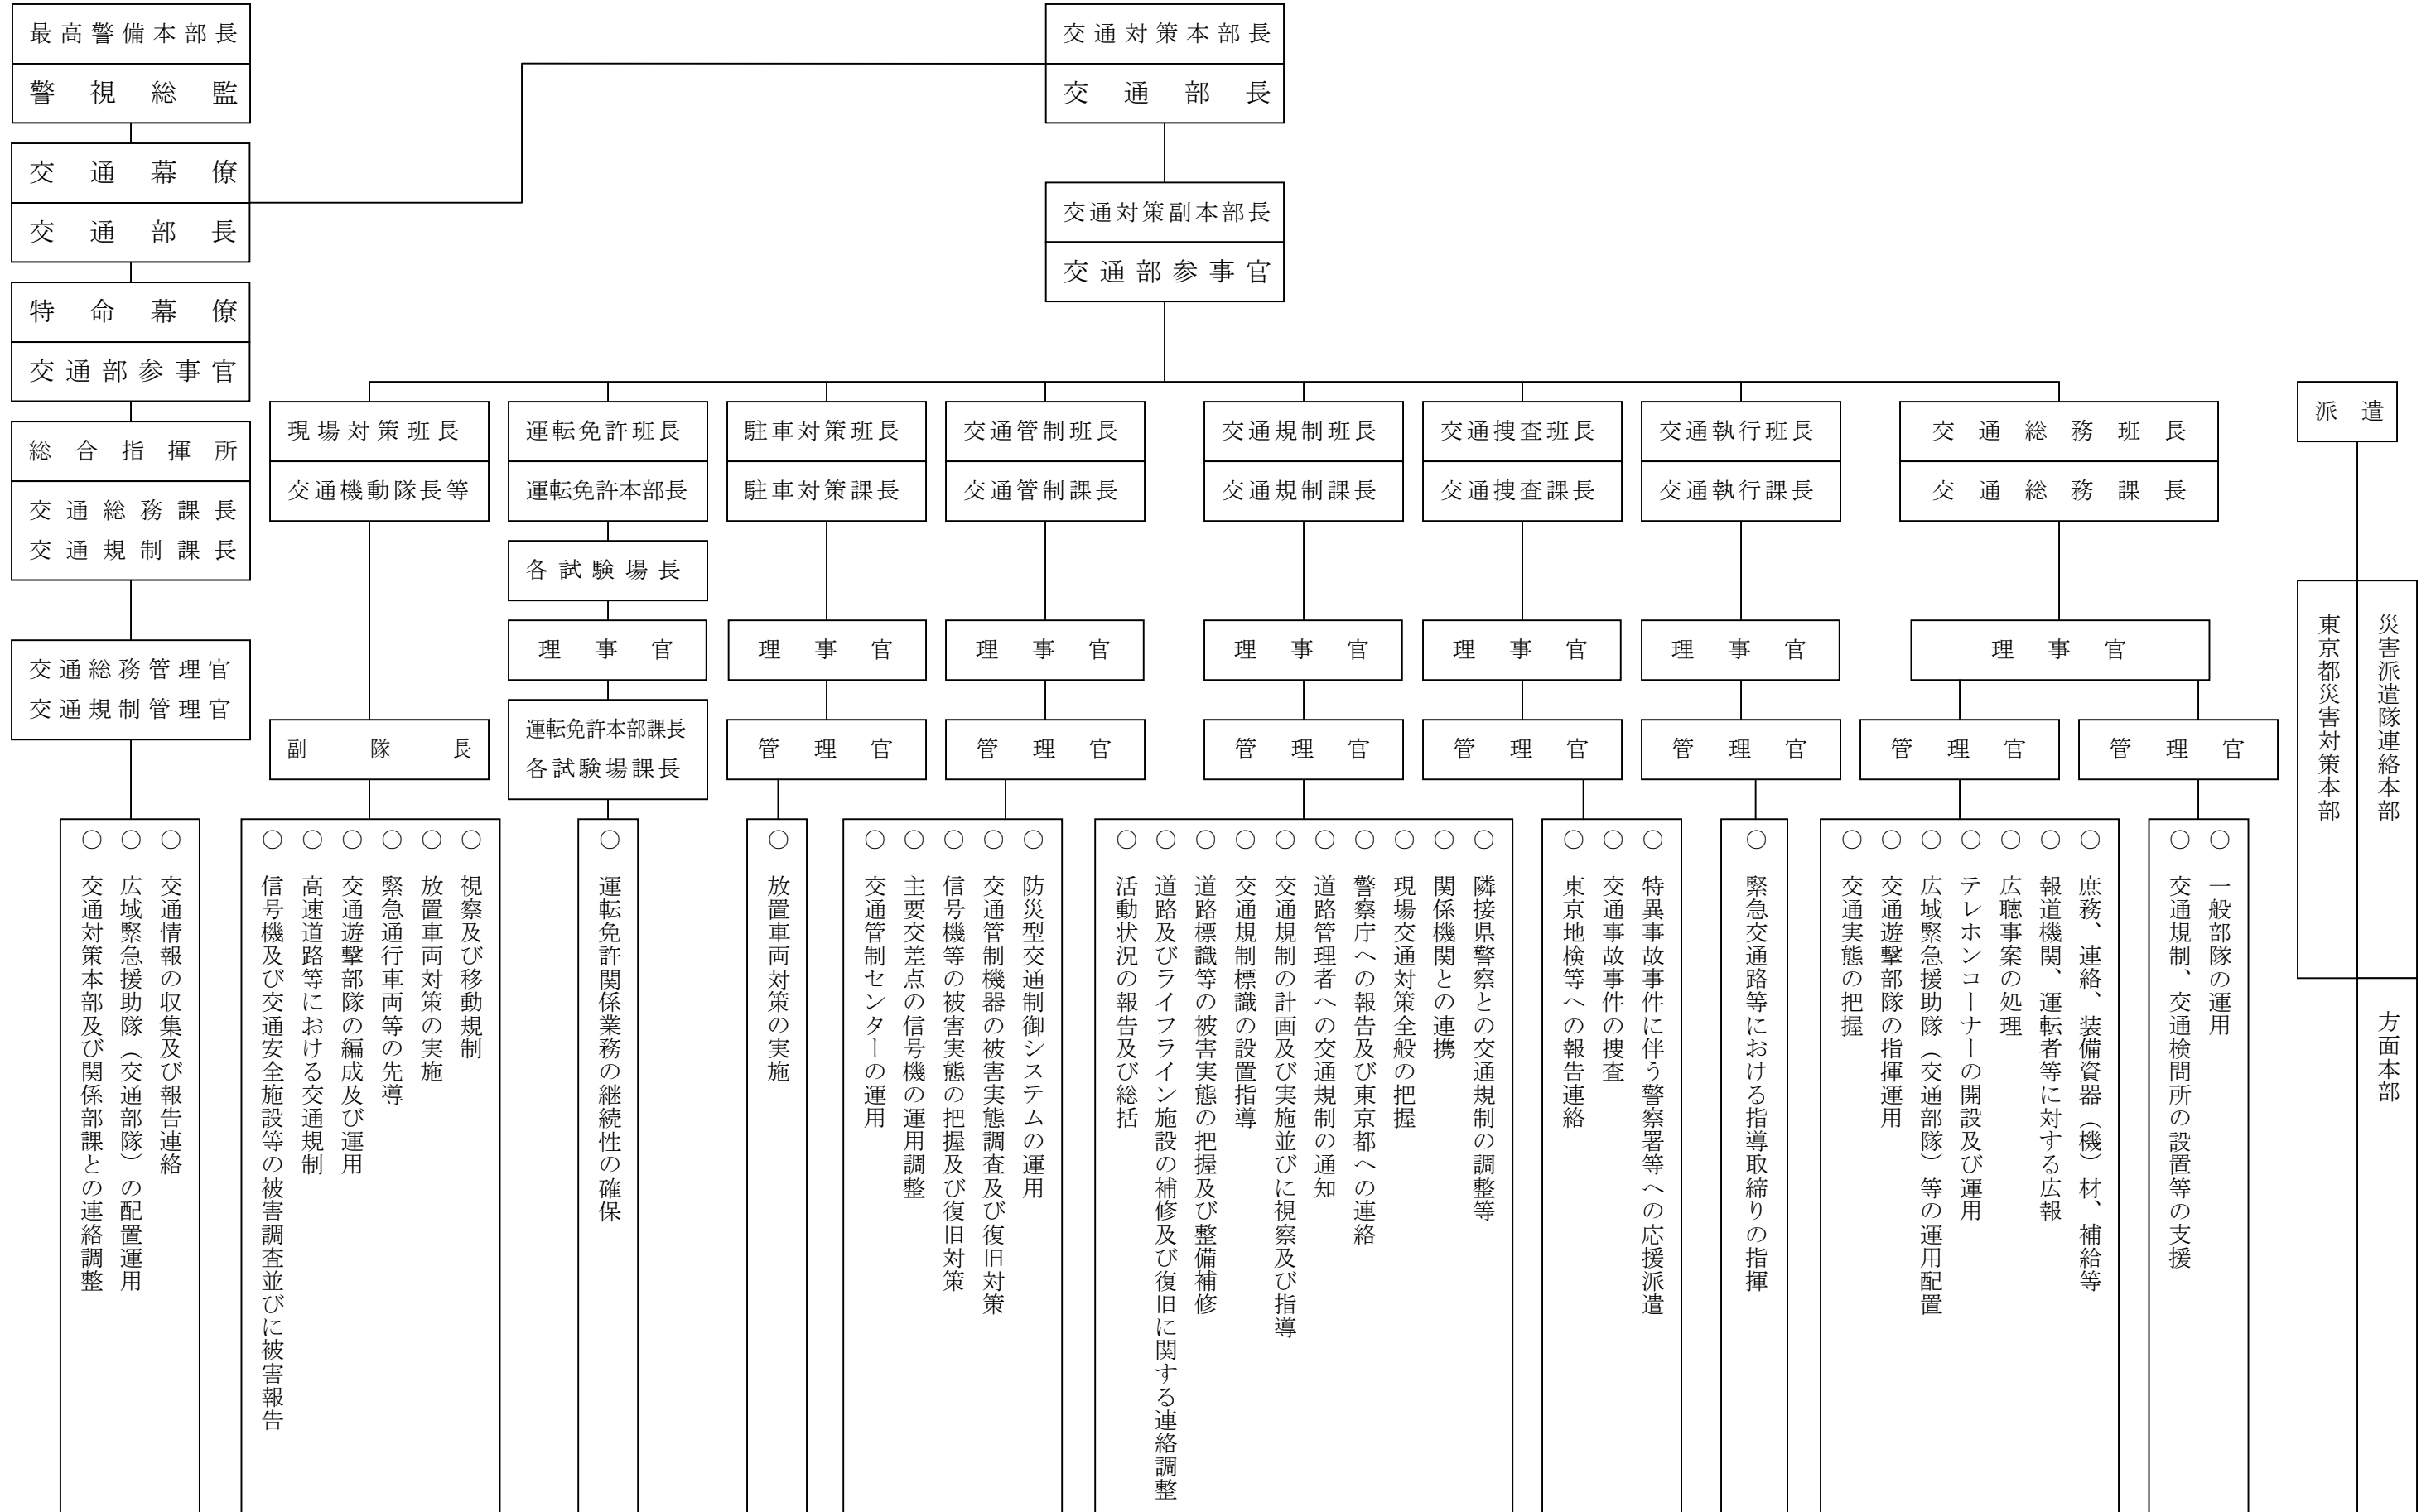 最高警備本部長
警視総監
交通幕僚
交通部長
特命幕僚
交通部参事官
総合指揮所
交通総務課長
交通規制課長
交通総務管理官
交通規制管理官
○ 交通情報の収集及び報告連絡
○ 広域緊急援助隊（交通部隊）の配置運用
○ 交通対策本部及び関係部課との連絡調整
交通対策本部長
交通部長
交通対策副本部長
交通部参事官
現場対策班長
交通機動隊長等
副隊長
○ 視察及び移動規制
○ 放置車両対策の実施
○ 緊急通行車両等の先導
○ 交通遊撃部隊の編成及び運用
○ 高速道路等における交通規制
○ 信号機及び交通安全施設等の被害調査並びに被害報告
運転免許班長
運転免許本部長
各試験場長
理事官
運転免許本部課長
各試験場課長
○ 運転免許関係業務の継続性の確保
駐車対策班長
駐車対策課長
理事官
管理官
○ 放置車両対策の実施
交通管制班長
交通管制課長
理事官
管理官
○ 防災型交通制御システムの運用
○ 交通管制機器の被害実態調査及び復旧対策
○ 信号機等の被害実態の把握及び復旧対策
○ 主要交差点の信号機の運用調整
○ 交通管制センターの運用
交通規制班長
交通規制課長
理事官
管理官
○ 隣接県警察との交通規制の調整等
○ 関係機関との連携
○ 現場交通対策全般の把握
○ 警察庁への報告及び東京都への連絡
○ 道路管理者への交通規制の通知
○ 交通規制の計画及び実施並びに視察及び指導
○ 交通規制標識の設置指導
○ 道路標識等の被害実態の把握及び整備補修
○ 道路及びライフライン施設の補修及び復旧に関する連絡調整
○ 活動状況の報告及び総括
交通捜査班長
交通捜査課長
理事官
管理官
○ 特異事故事件に伴う警察署等への応援派遣
○ 交通事故事件の捜査
○ 東京地検等への報告連絡
交通執行班長
交通執行課長
理事官
管理官
○ 緊急交通路等における指導取締りの指揮
交通総務班長
交通総務課長
理事官
管理官
○ 庶務、連絡、装備資器（機）材、補給等
○ 報道機関、運転者等に対する広報
○ 広聴事案の処理
○ テレホンコーナーの開設及び運用
○ 広域緊急援助隊（交通部隊）等の運用配置
○ 交通遊撃部隊の指揮運用
○ 交通実態の把握
管理官
○ 一般部隊の運用
○ 交通規制、交通検問所の設置等の支援
派遣
災害派遣隊連絡本部
東京都災害対策本部
方面本部